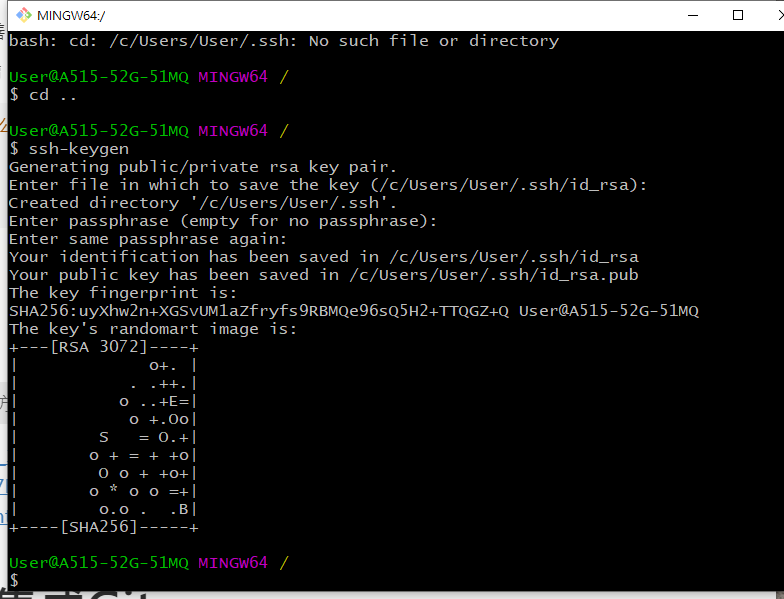 MINGW64:/
bash: cd: /c/Users/User/.ssh: No such file or directory
User@A515-52G-51MQ MINGW64 /
$ cd ..
User@A515-52G-51MQ MINGW64 /
$ ssh-keygen
Generating public/private rsa key pair.
Enter file in which to save the key (/c/Users/User/.ssh/id_rsa):
Created directory '/c/Users/User/.ssh'.
Enter passphrase (empty for no passphrase):
Enter same passphrase again:
Your identification has been saved in /c/Users/User/.ssh/id_rsa
Your public key has been saved in /c/Users/User/.ssh/id_rsa.pub
The key fingerprint is:
SHA256:uyXhw2n+XGSvUM1aZfryfs9RBMQe96sQ5H2+TTQGZ+Q User@A515-52G-51MQ
The key's randomart image is:
+---[RSA 3072]----+
|             o+. |
|           . .++.|
|          o ..+E=|
|           o +.Oo|
|        S   = O.+|
|       o + = + +o|
|        O o + +o+|
|       o * o o =+|
|        o.o .  .B|
+----[SHA256]-----+
User@A515-52G-51MQ MINGW64 /
$